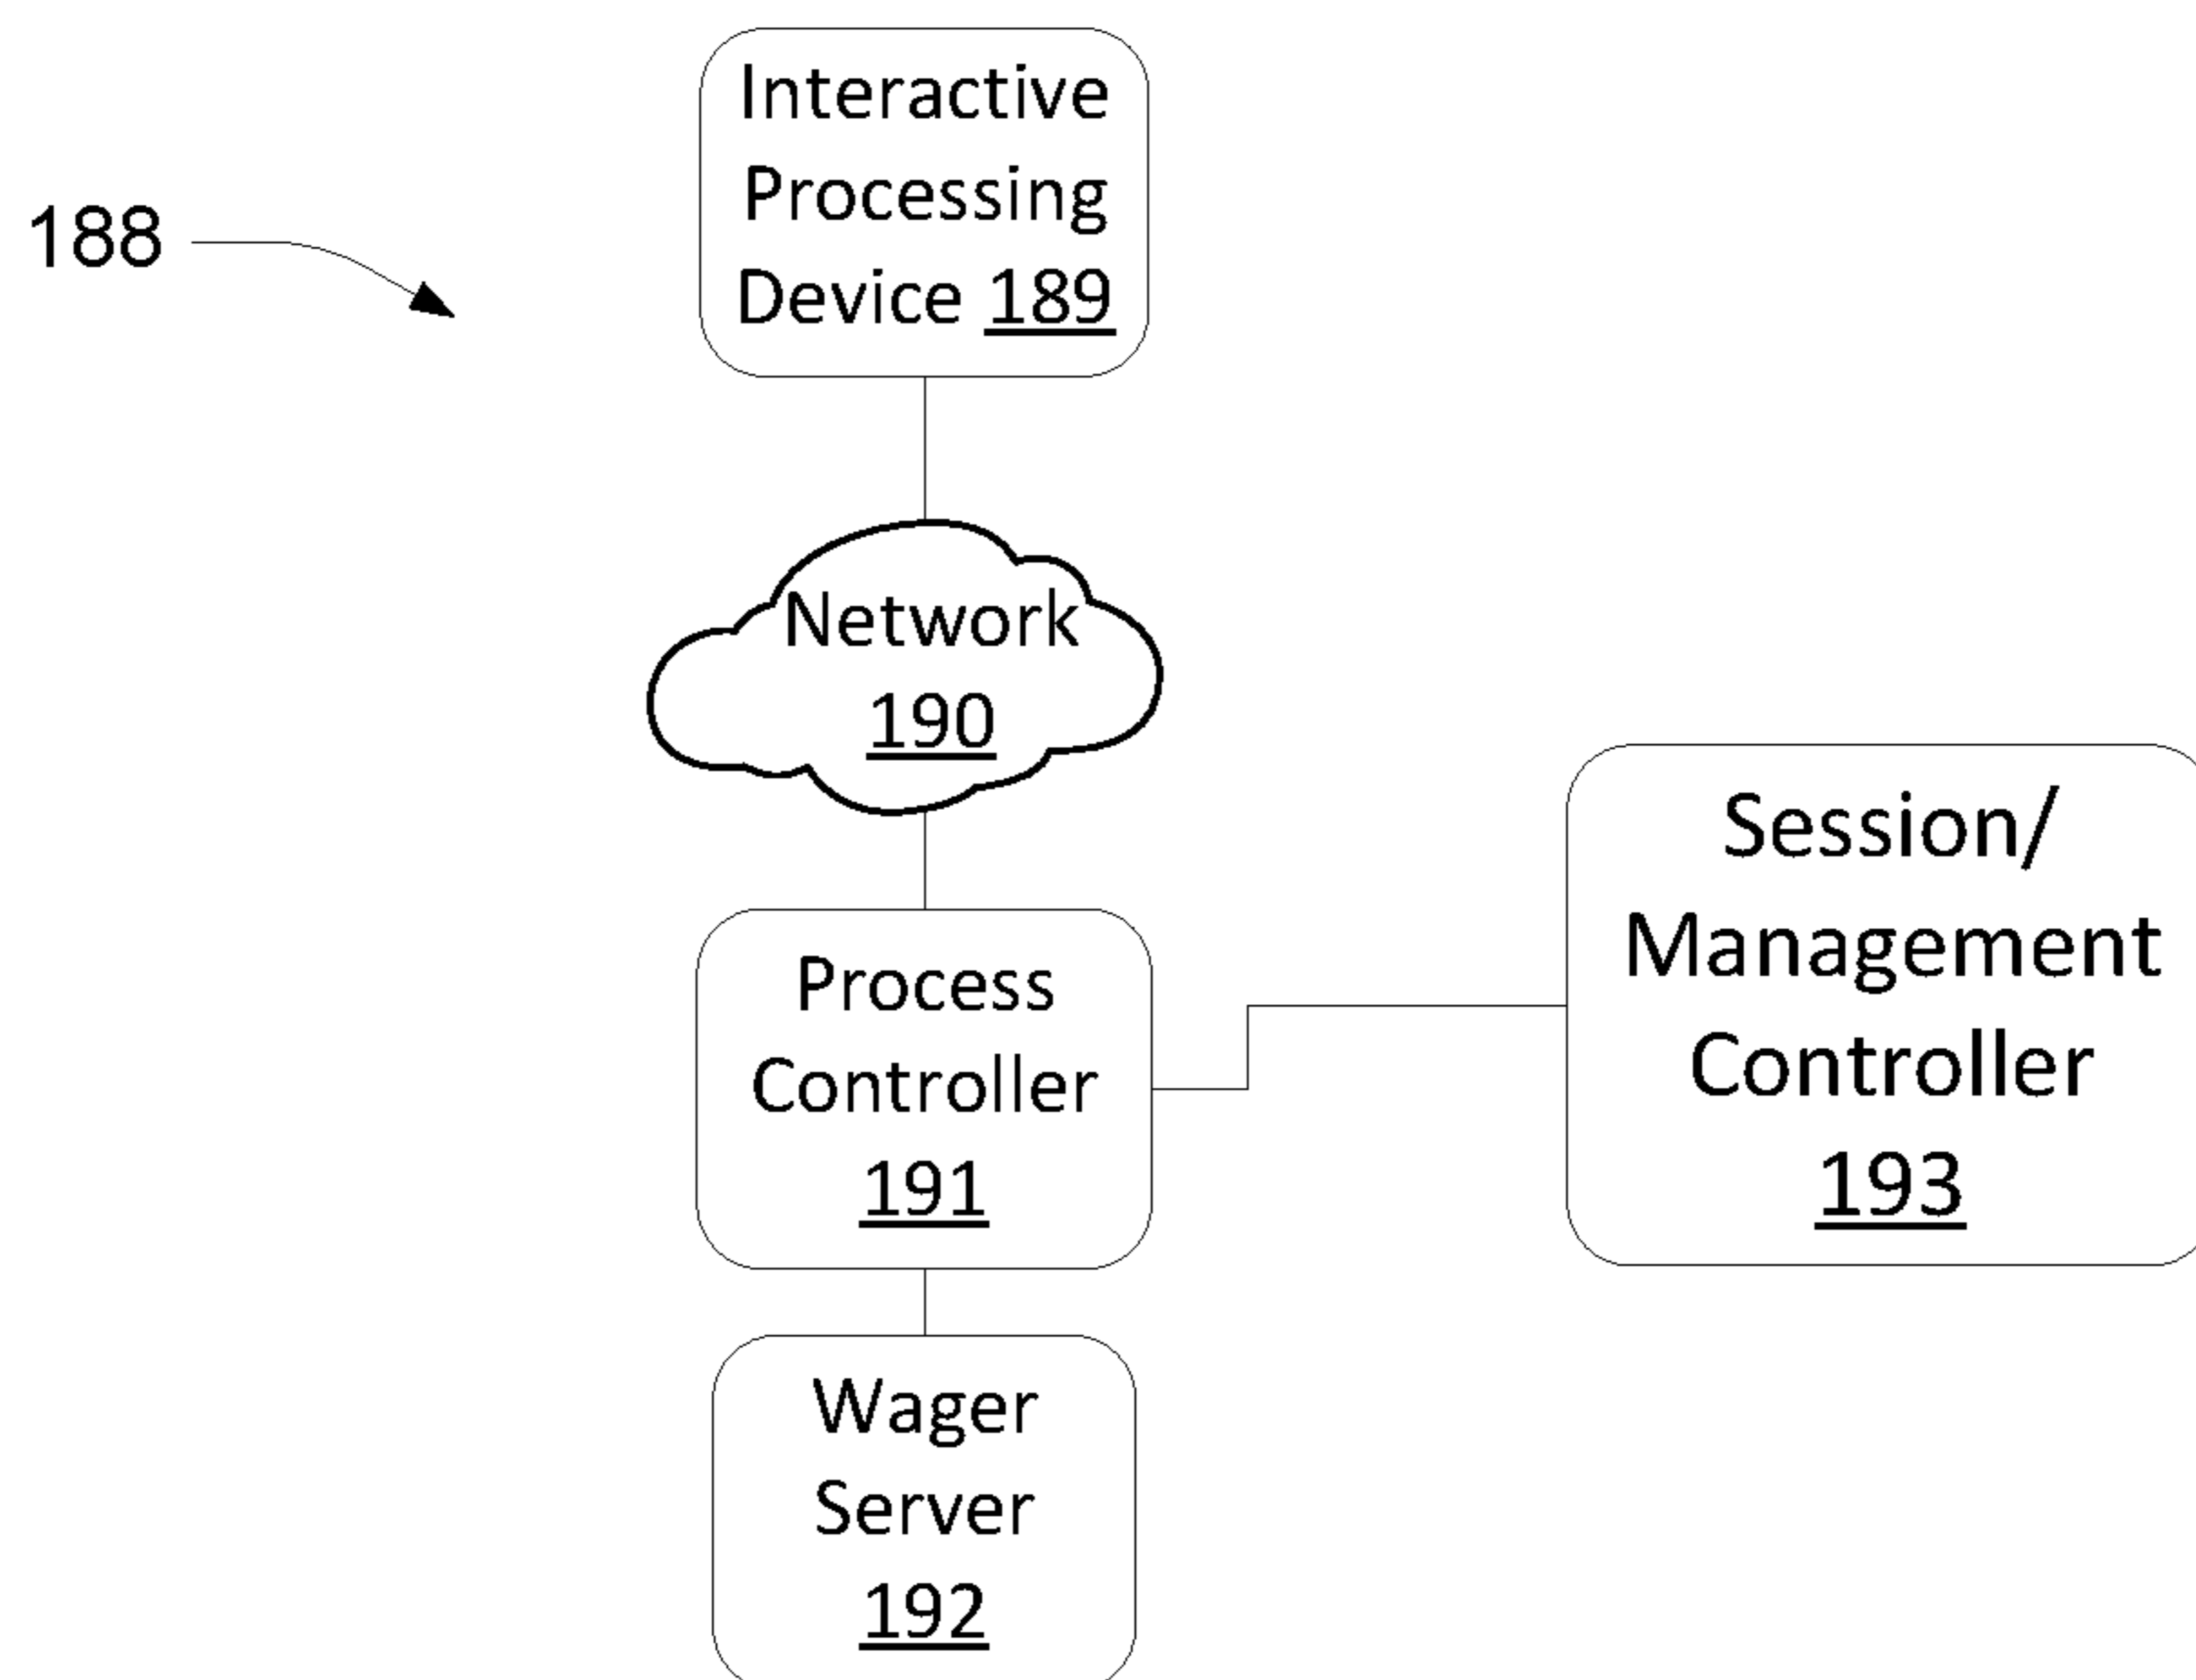 Interactive
Processing
Device 189
188
Network
190
Process
Controller
191
Session/
Management
Controller
193
Wager
Server
192